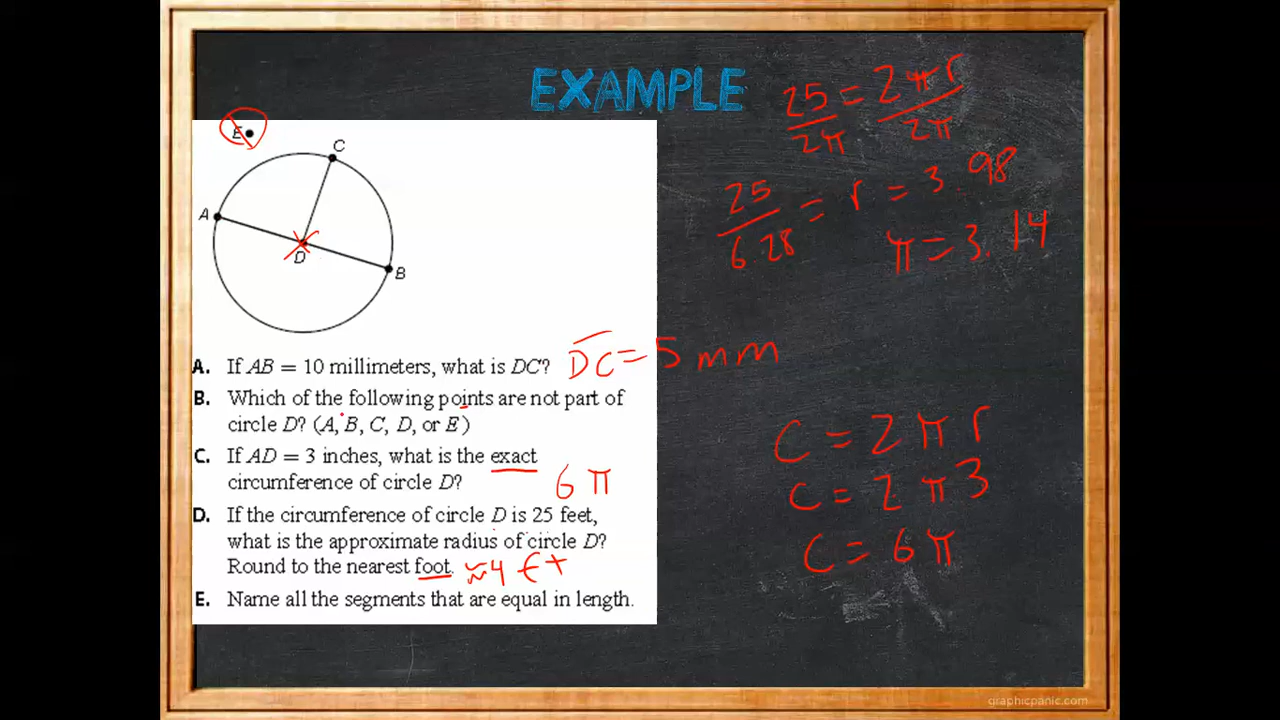 EXAMPLE
25 = 2πr
2π 2π
25 = r = 3.98
6.28
π = 3.14
E
C
A
D
B
A. If AB = 10 millimeters, what is DC? DC = 5 mm
B. Which of the following points are not part of
circle D? (A, B, C, D, or E)
C. If AD = 3 inches, what is the exact
circumference of circle D? 6π
D. If the circumference of circle D is 25 feet,
what is the approximate radius of circle D?
Round to the nearest foot. ≈4 ft
E. Name all the segments that are equal in length.
C = 2πr
C = 2π3
C = 6π
graphicpanic.com